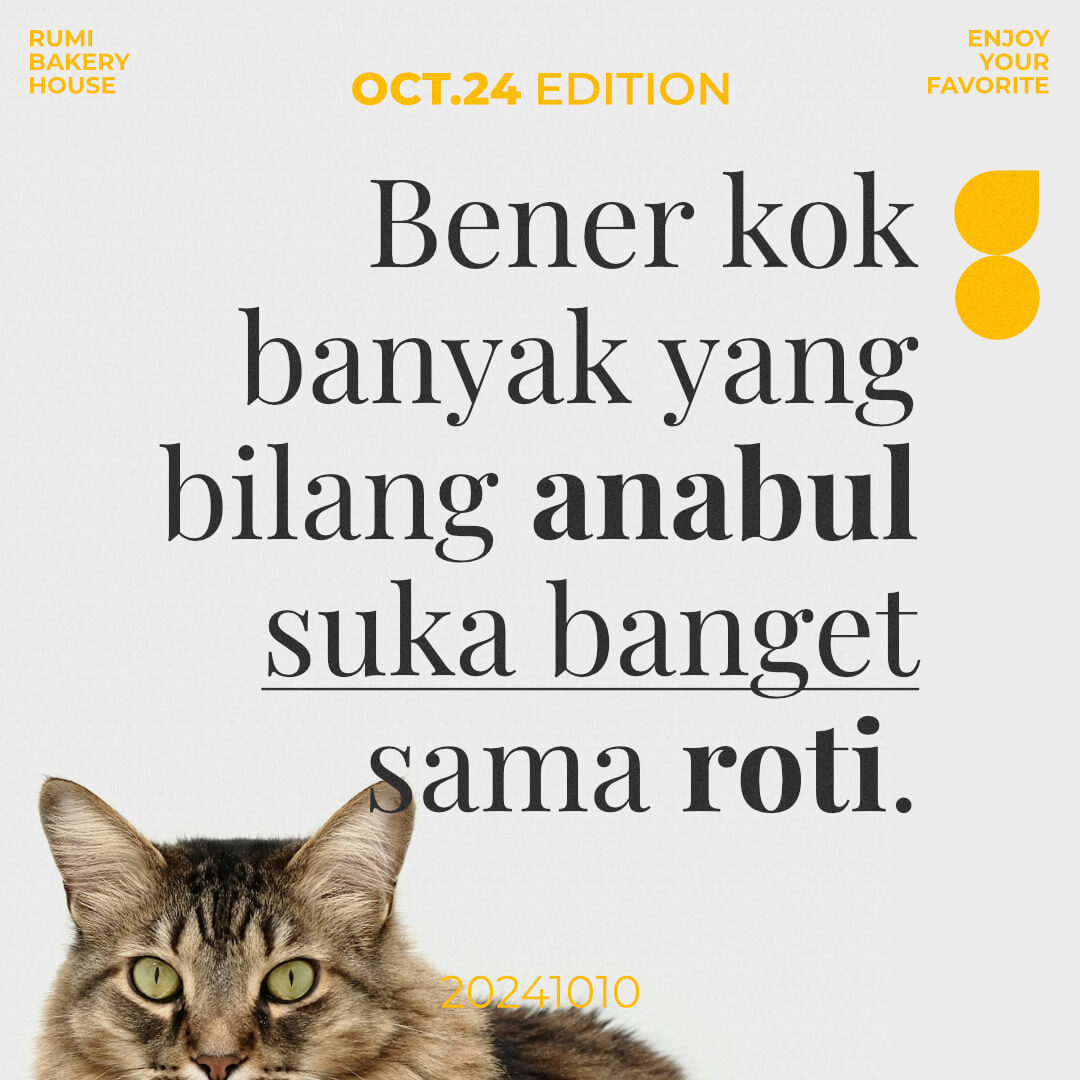 RUMI
BAKERY
HOUSE
OCT.24 EDITION
ENJOY
YOUR
FAVORITE
Bener kok
banyak yang
bilang anabul
suka banget
sama roti.
20241010